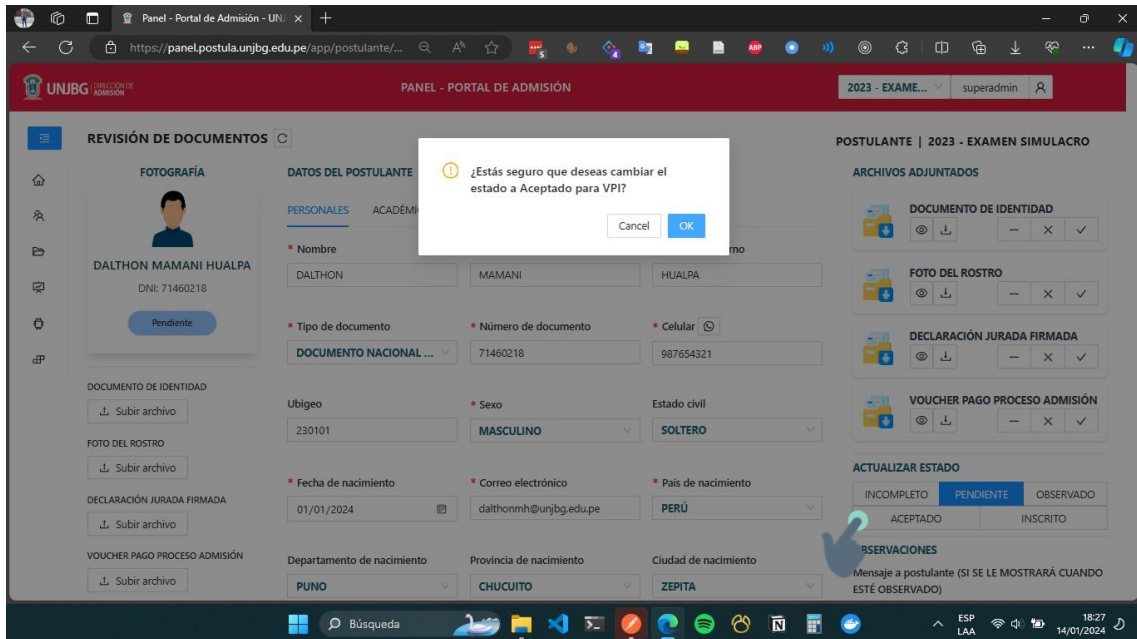 Panel - Portal de Admisión - UNJ
https://panel.postula.unjbg.edu.pe/app/postulante/...
UNJBG DIRECCIÓN DE ADMISIÓN
PANEL - PORTAL DE ADMISIÓN
2023 - EXAME...
superadmin
REVISIÓN DE DOCUMENTOS
POSTULANTE | 2023 - EXAMEN SIMULACRO
¿Estás seguro que deseas cambiar el
estado a Aceptado para VPI?
Cancel
OK
FOTOGRAFÍA
DALTHON MAMANI HUALPA
DNI: 71460218
Pendiente
DOCUMENTO DE IDENTIDAD
Subir archivo
FOTO DEL ROSTRO
Subir archivo
DECLARACIÓN JURADA FIRMADA
Subir archivo
VOUCHER PAGO PROCESO ADMISIÓN
Subir archivo
DATOS DEL POSTULANTE
PERSONALES
ACADÉMI
* Nombre
rno
DALTHON
MAMANI
HUALPA
* Tipo de documento
* Número de documento
* Celular
DOCUMENTO NACIONAL ...
71460218
987654321
Ubigeo
* Sexo
Estado civil
230101
MASCULINO
SOLTERO
* Fecha de nacimiento
* Correo electrónico
* Pais de nacimiento
01/01/2024
dalthonmh@unjbg.edu.pe
PERÚ
Departamento de nacimiento
Provincia de nacimiento
Ciudad de nacimiento
PUNO
CHUCUITO
ZEPITA
ARCHIVOS ADJUNTADOS
DOCUMENTO DE IDENTIDAD
FOTO DEL ROSTRO
DECLARACIÓN JURADA FIRMADA
VOUCHER PAGO PROCESO ADMISIÓN
ACTUALIZAR ESTADO
INCOMPLETO
PENDIENTE
OBSERVADO
ACEPTADO
INSCRITO
BSERVACIONES
Mensaje a postulante (SI SE LE MOSTRARÁ CUANDO
ESTÉ OBSERVADO)
Búsqueda
ESP
LAA
18:27
14/01/2024